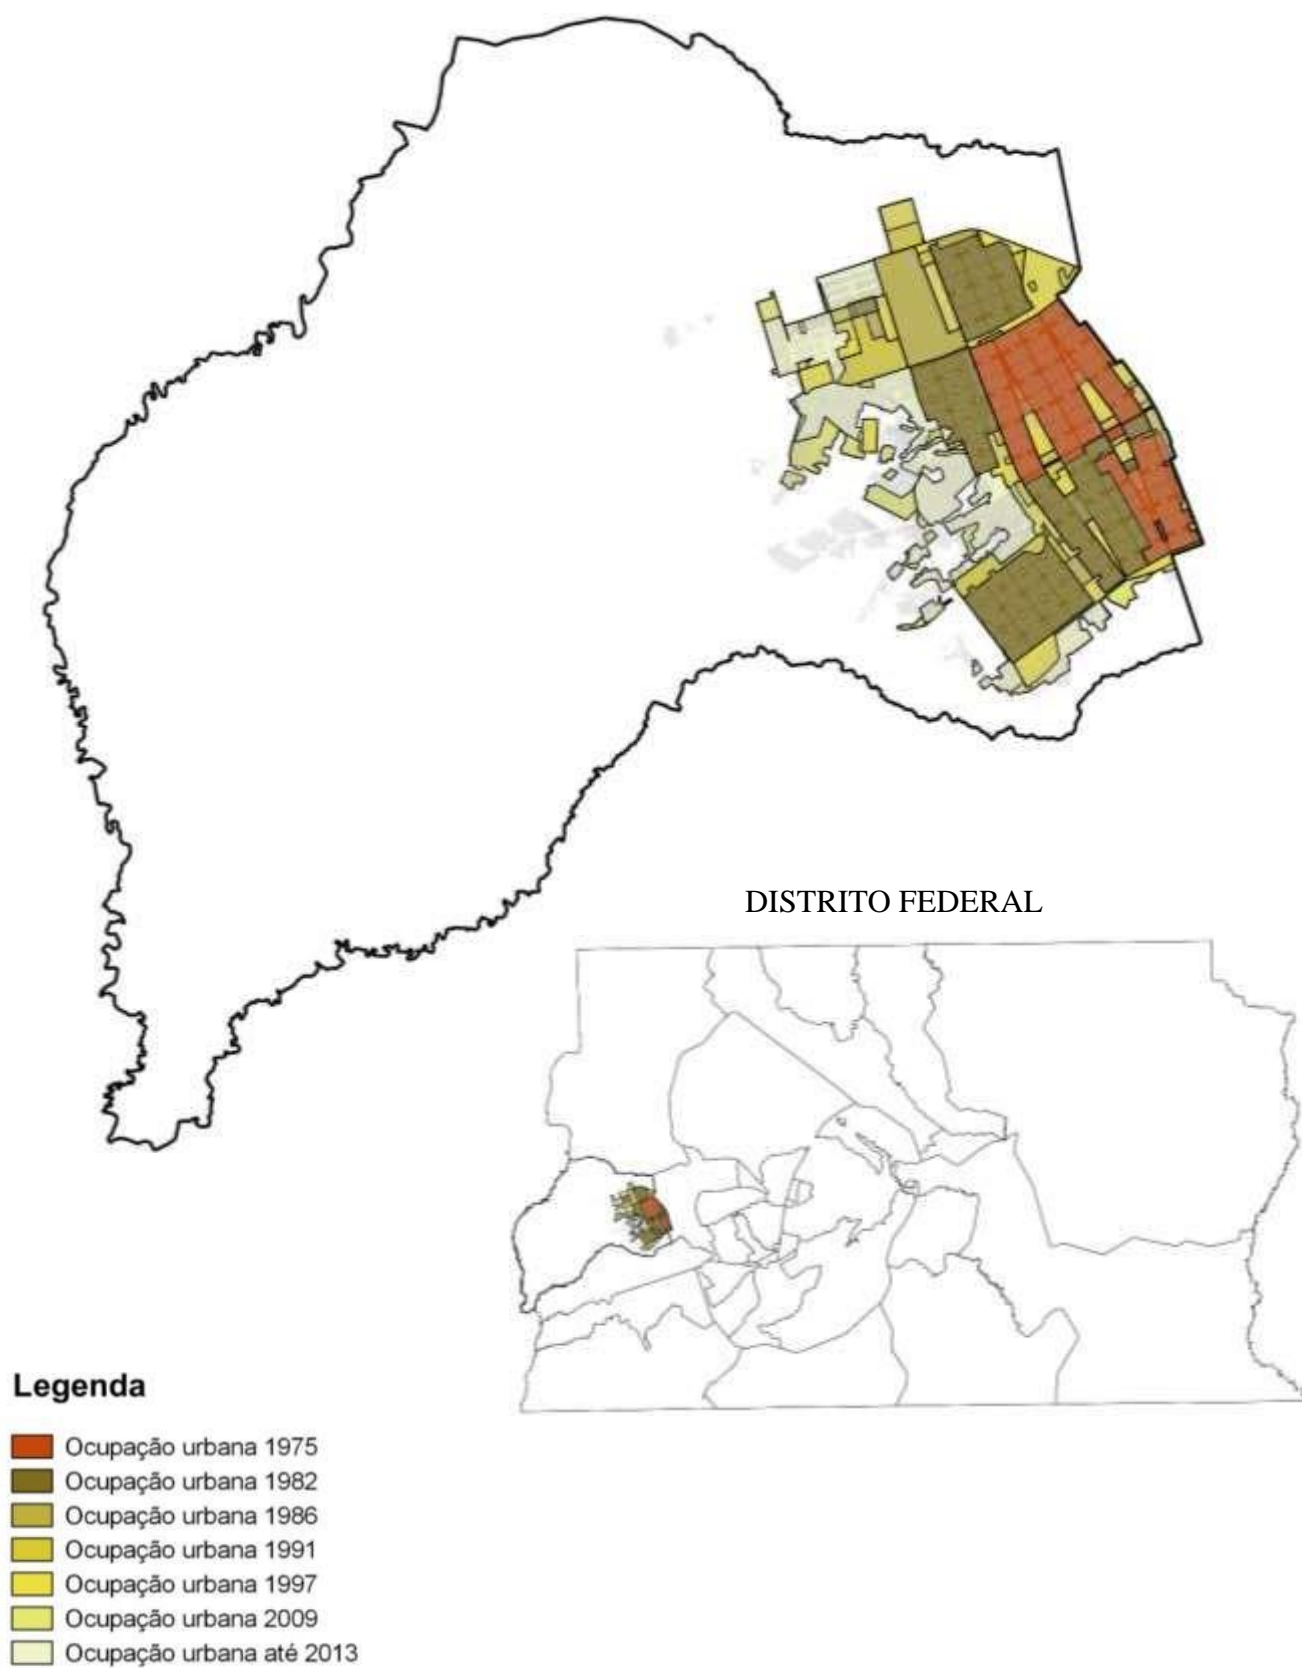 DISTRITO FEDERAL
Legenda
Ocupação urbana 1975
Ocupação urbana 1982
Ocupação urbana 1986
Ocupação urbana 1991
Ocupação urbana 1997
Ocupação urbana 2009
Ocupação urbana até 2013